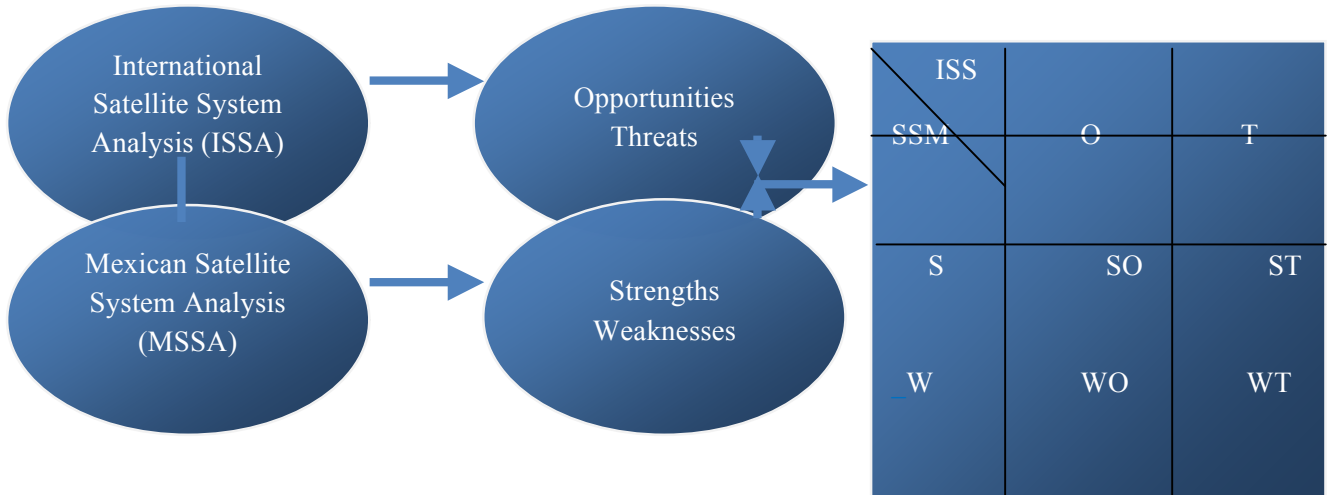 International
Satellite System
Analysis (ISSA)
Opportunities
Threats
Mexican Satellite
System Analysis
(MSSA)
Strengths
Weaknesses
ISS
SSM O T
S SO ST
W WO WT